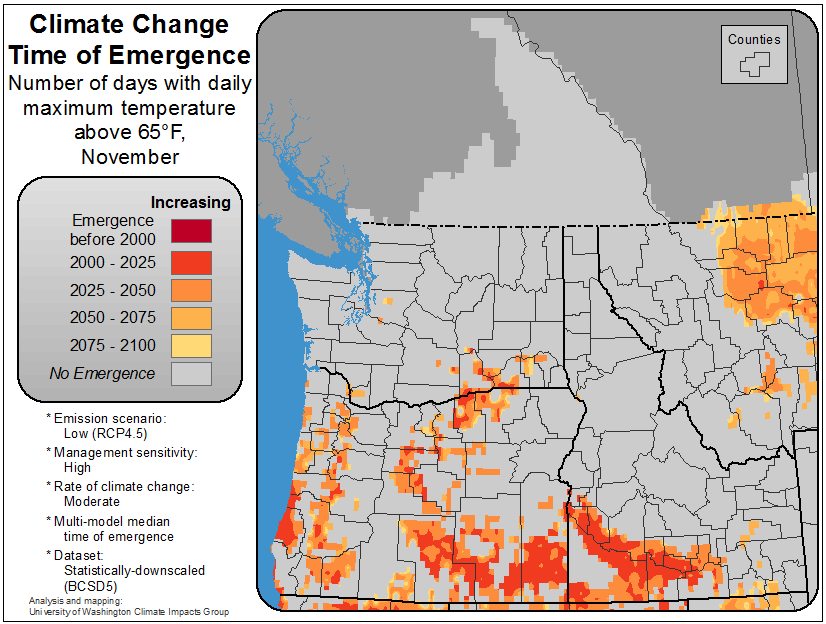 Climate Change
Time of Emergence
Number of days with daily
maximum temperature
above 65°F,
November
Increasing
Emergence
before 2000
2000 - 2025
2025 - 2050
2050 - 2075
2075 - 2100
No Emergence
* Emission scenario:
Low (RCP4.5)
* Management sensitivity:
High
* Rate of climate change:
Moderate
* Multi-model median
time of emergence
* Dataset:
Statistically-downscaled
(BCSD5)
Analysis and mapping:
University of Washington Climate Impacts Group
Counties